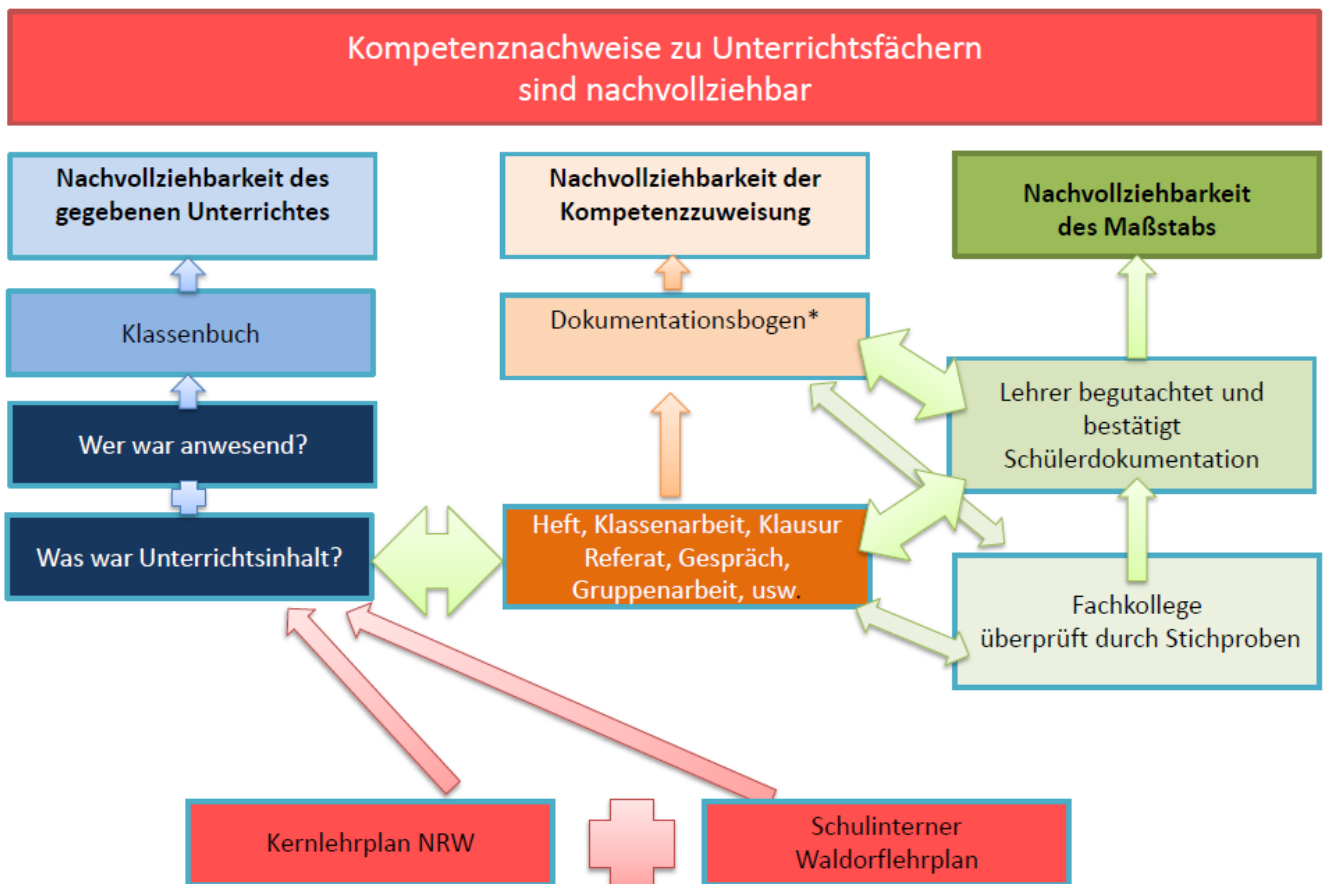 Kompetenznachweise zu Unterrichtsfächern
sind nachvollziehbar
Nachvollziehbarkeit des
gegebenen Unterrichtes
Nachvollziehbarkeit der
Kompetenzzuweisung
Nachvollziehbarkeit
des Maßstabs
Klassenbuch
Dokumentationsbogen*
Wer war anwesend?
Lehrer begutachtet und
bestätigt
Schülerdokumentation
Was war Unterrichtsinhalt?
Heft, Klassenarbeit, Klausur
Referat, Gespräch,
Gruppenarbeit, usw.
Fachkollege
überprüft durch Stichproben
Kernlehrplan NRW
Schulinterner
Waldorflehrplan